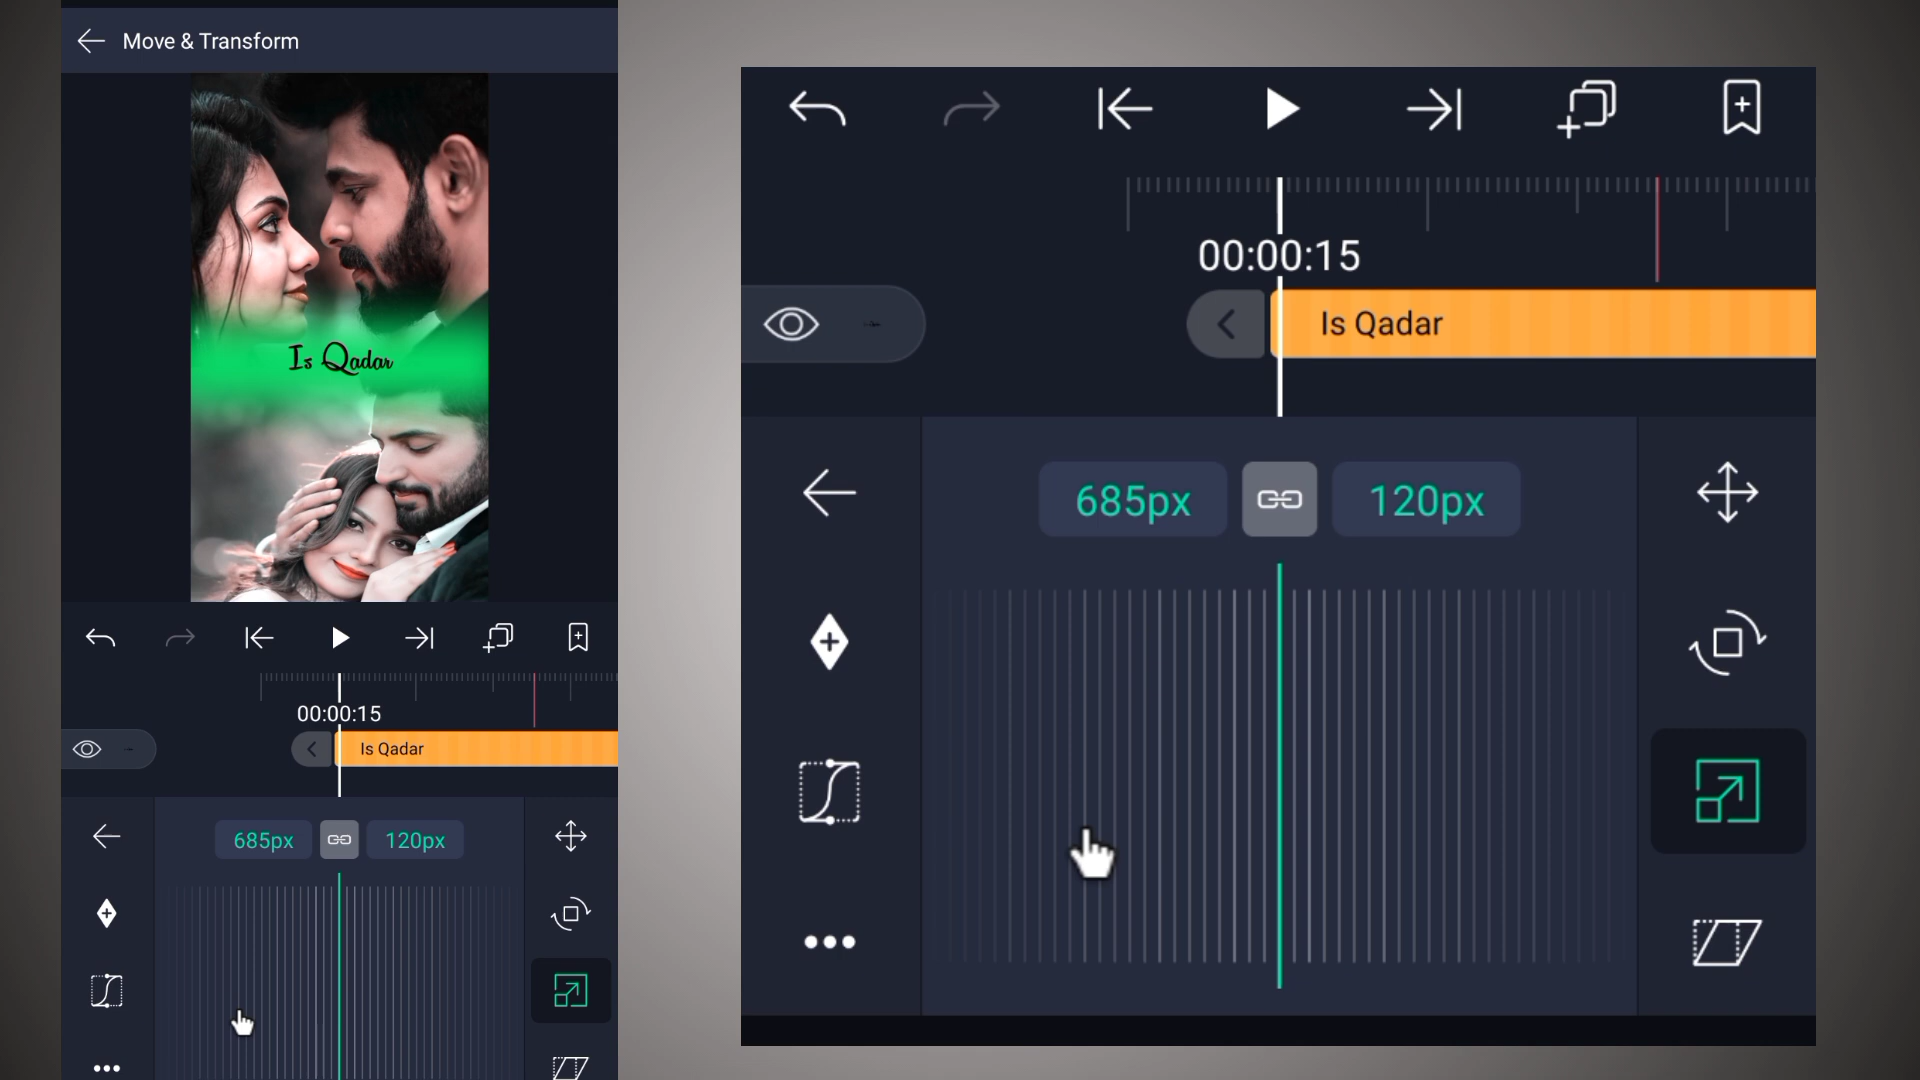 Move & Transform
Is Qadar
00:00:15
Is Qadar
685px
120px
00:00:15
Is Qadar
685px
120px